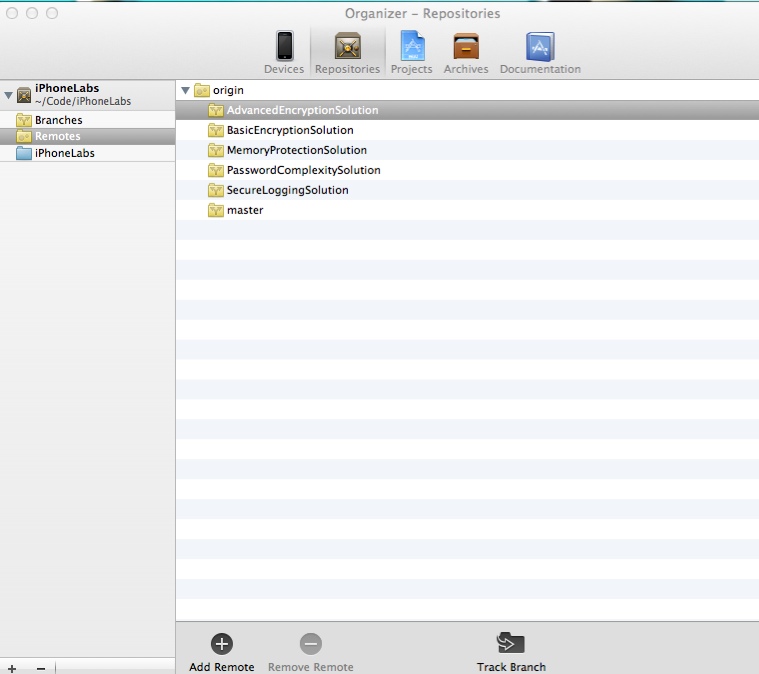 Organizer – Repositories
Devices Repositories Projects Archives Documentation
iPhoneLabs
~/Code/iPhoneLabs
Branches
Remotes
iPhoneLabs
origin
AdvancedEncryptionSolution
BasicEncryptionSolution
MemoryProtectionSolution
PasswordComplexitySolution
SecureLoggingSolution
master
Add Remote Remove Remote Track Branch